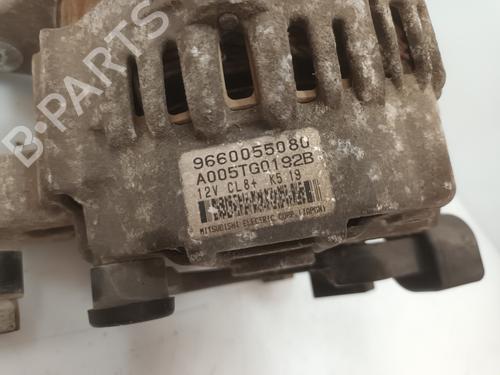 B-PARTS
9660055080
A005TG0192B
12V CL8+ K5 19
MITSUBISHI ELECTRIC CORP. (JAPAN)